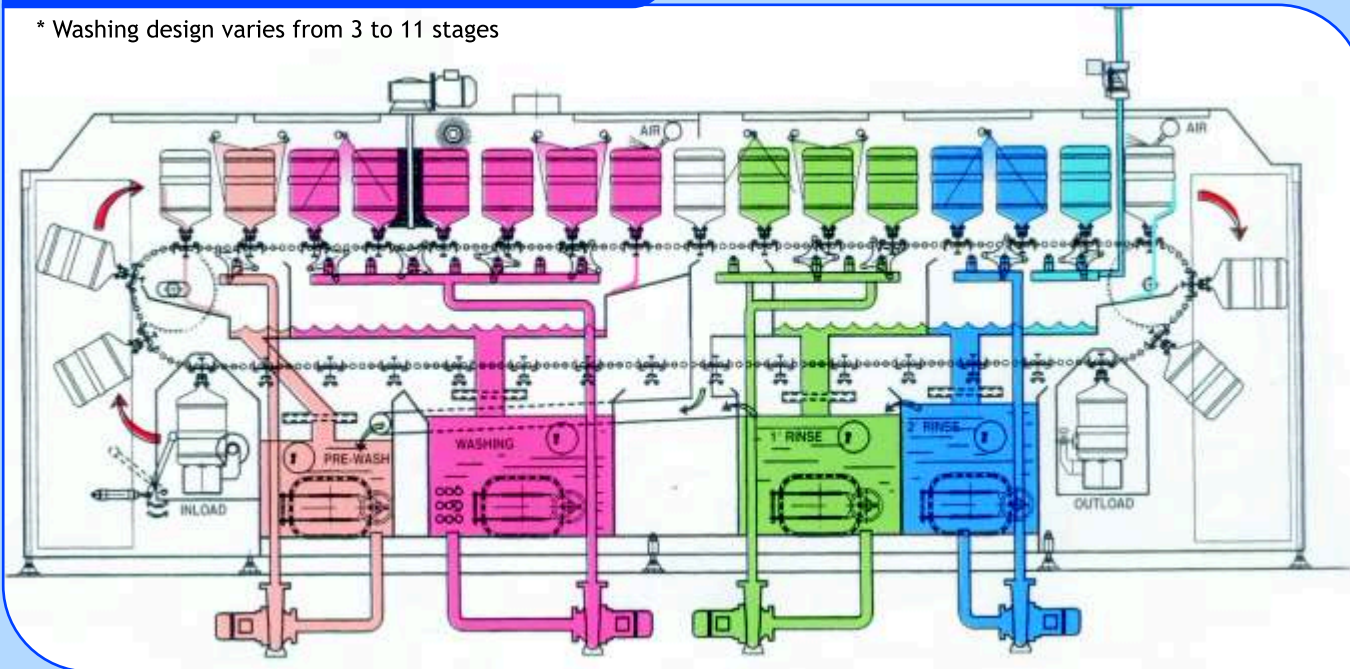 * Washing design varies from 3 to 11 stages
AIR
AIR
WASHING
1° RINSE
2° RINSE
PRE-WASH
INLOAD
OUTLOAD